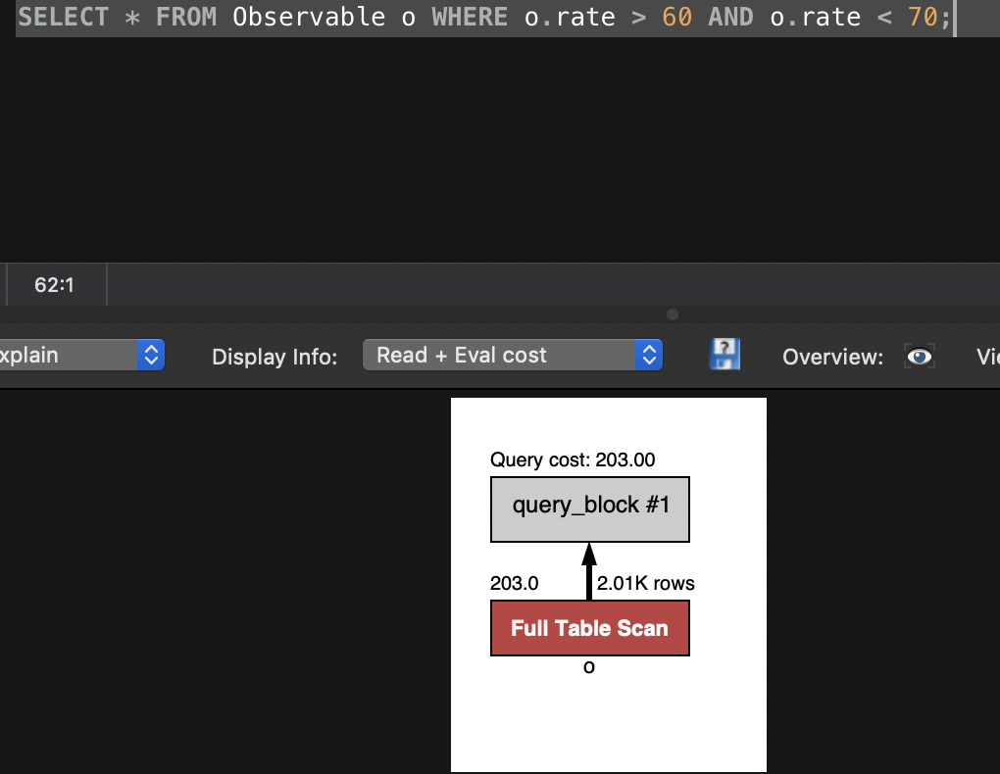 SELECT * FROM Observable o WHERE o.rate > 60 AND o.rate < 70;
62:1
xplain Display Info: Read + Eval cost ? Overview: Vie
Query cost: 203.00
query_block #1
203.0 2.01K rows
Full Table Scan
o